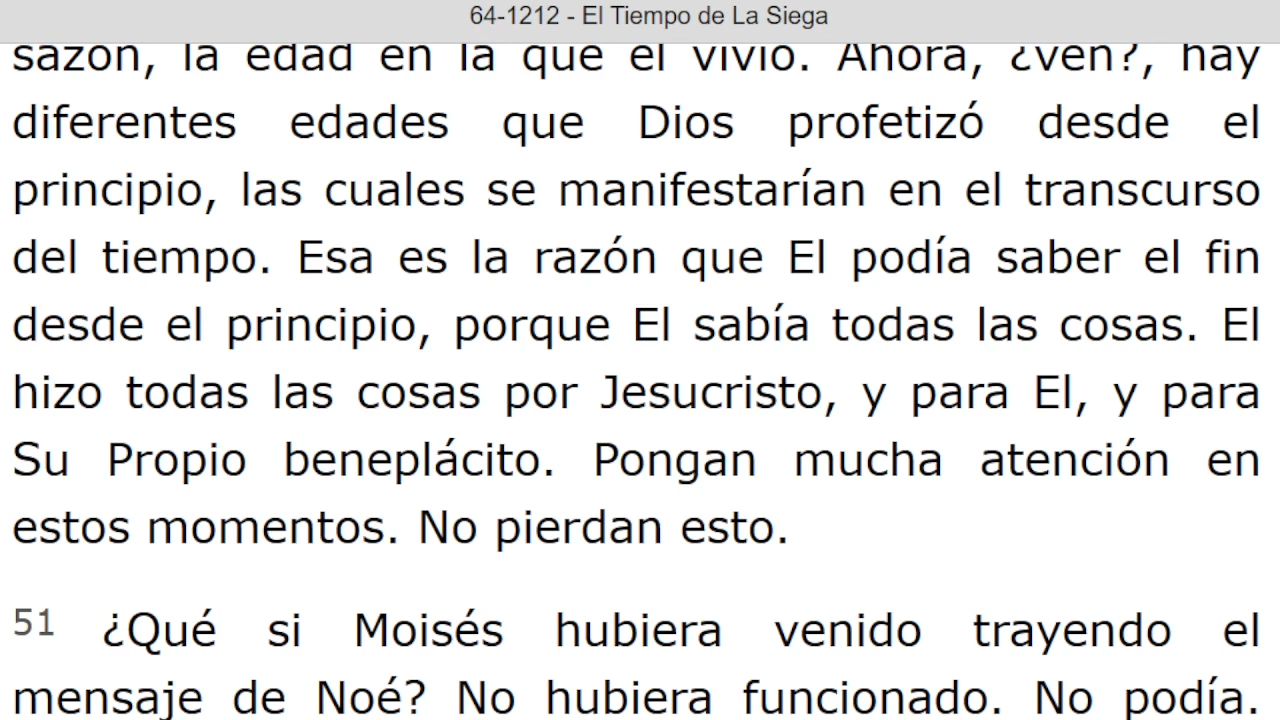 64-1212 - El Tiempo de La Siega
sazón, la edad en la que él vivió. Ahora, ¿ven?, hay
diferentes edades que Dios profetizó desde el
principio, las cuales se manifestarían en el transcurso
del tiempo. Esa es la razón que El podía saber el fin
desde el principio, porque El sabía todas las cosas. El
hizo todas las cosas por Jesucristo, y para El, y para
Su Propio beneplácito. Pongan mucha atención en
estos momentos. No pierdan esto.
51 ¿Qué si Moisés hubiera venido trayendo el
mensaje de Noé? No hubiera funcionado. No podía.